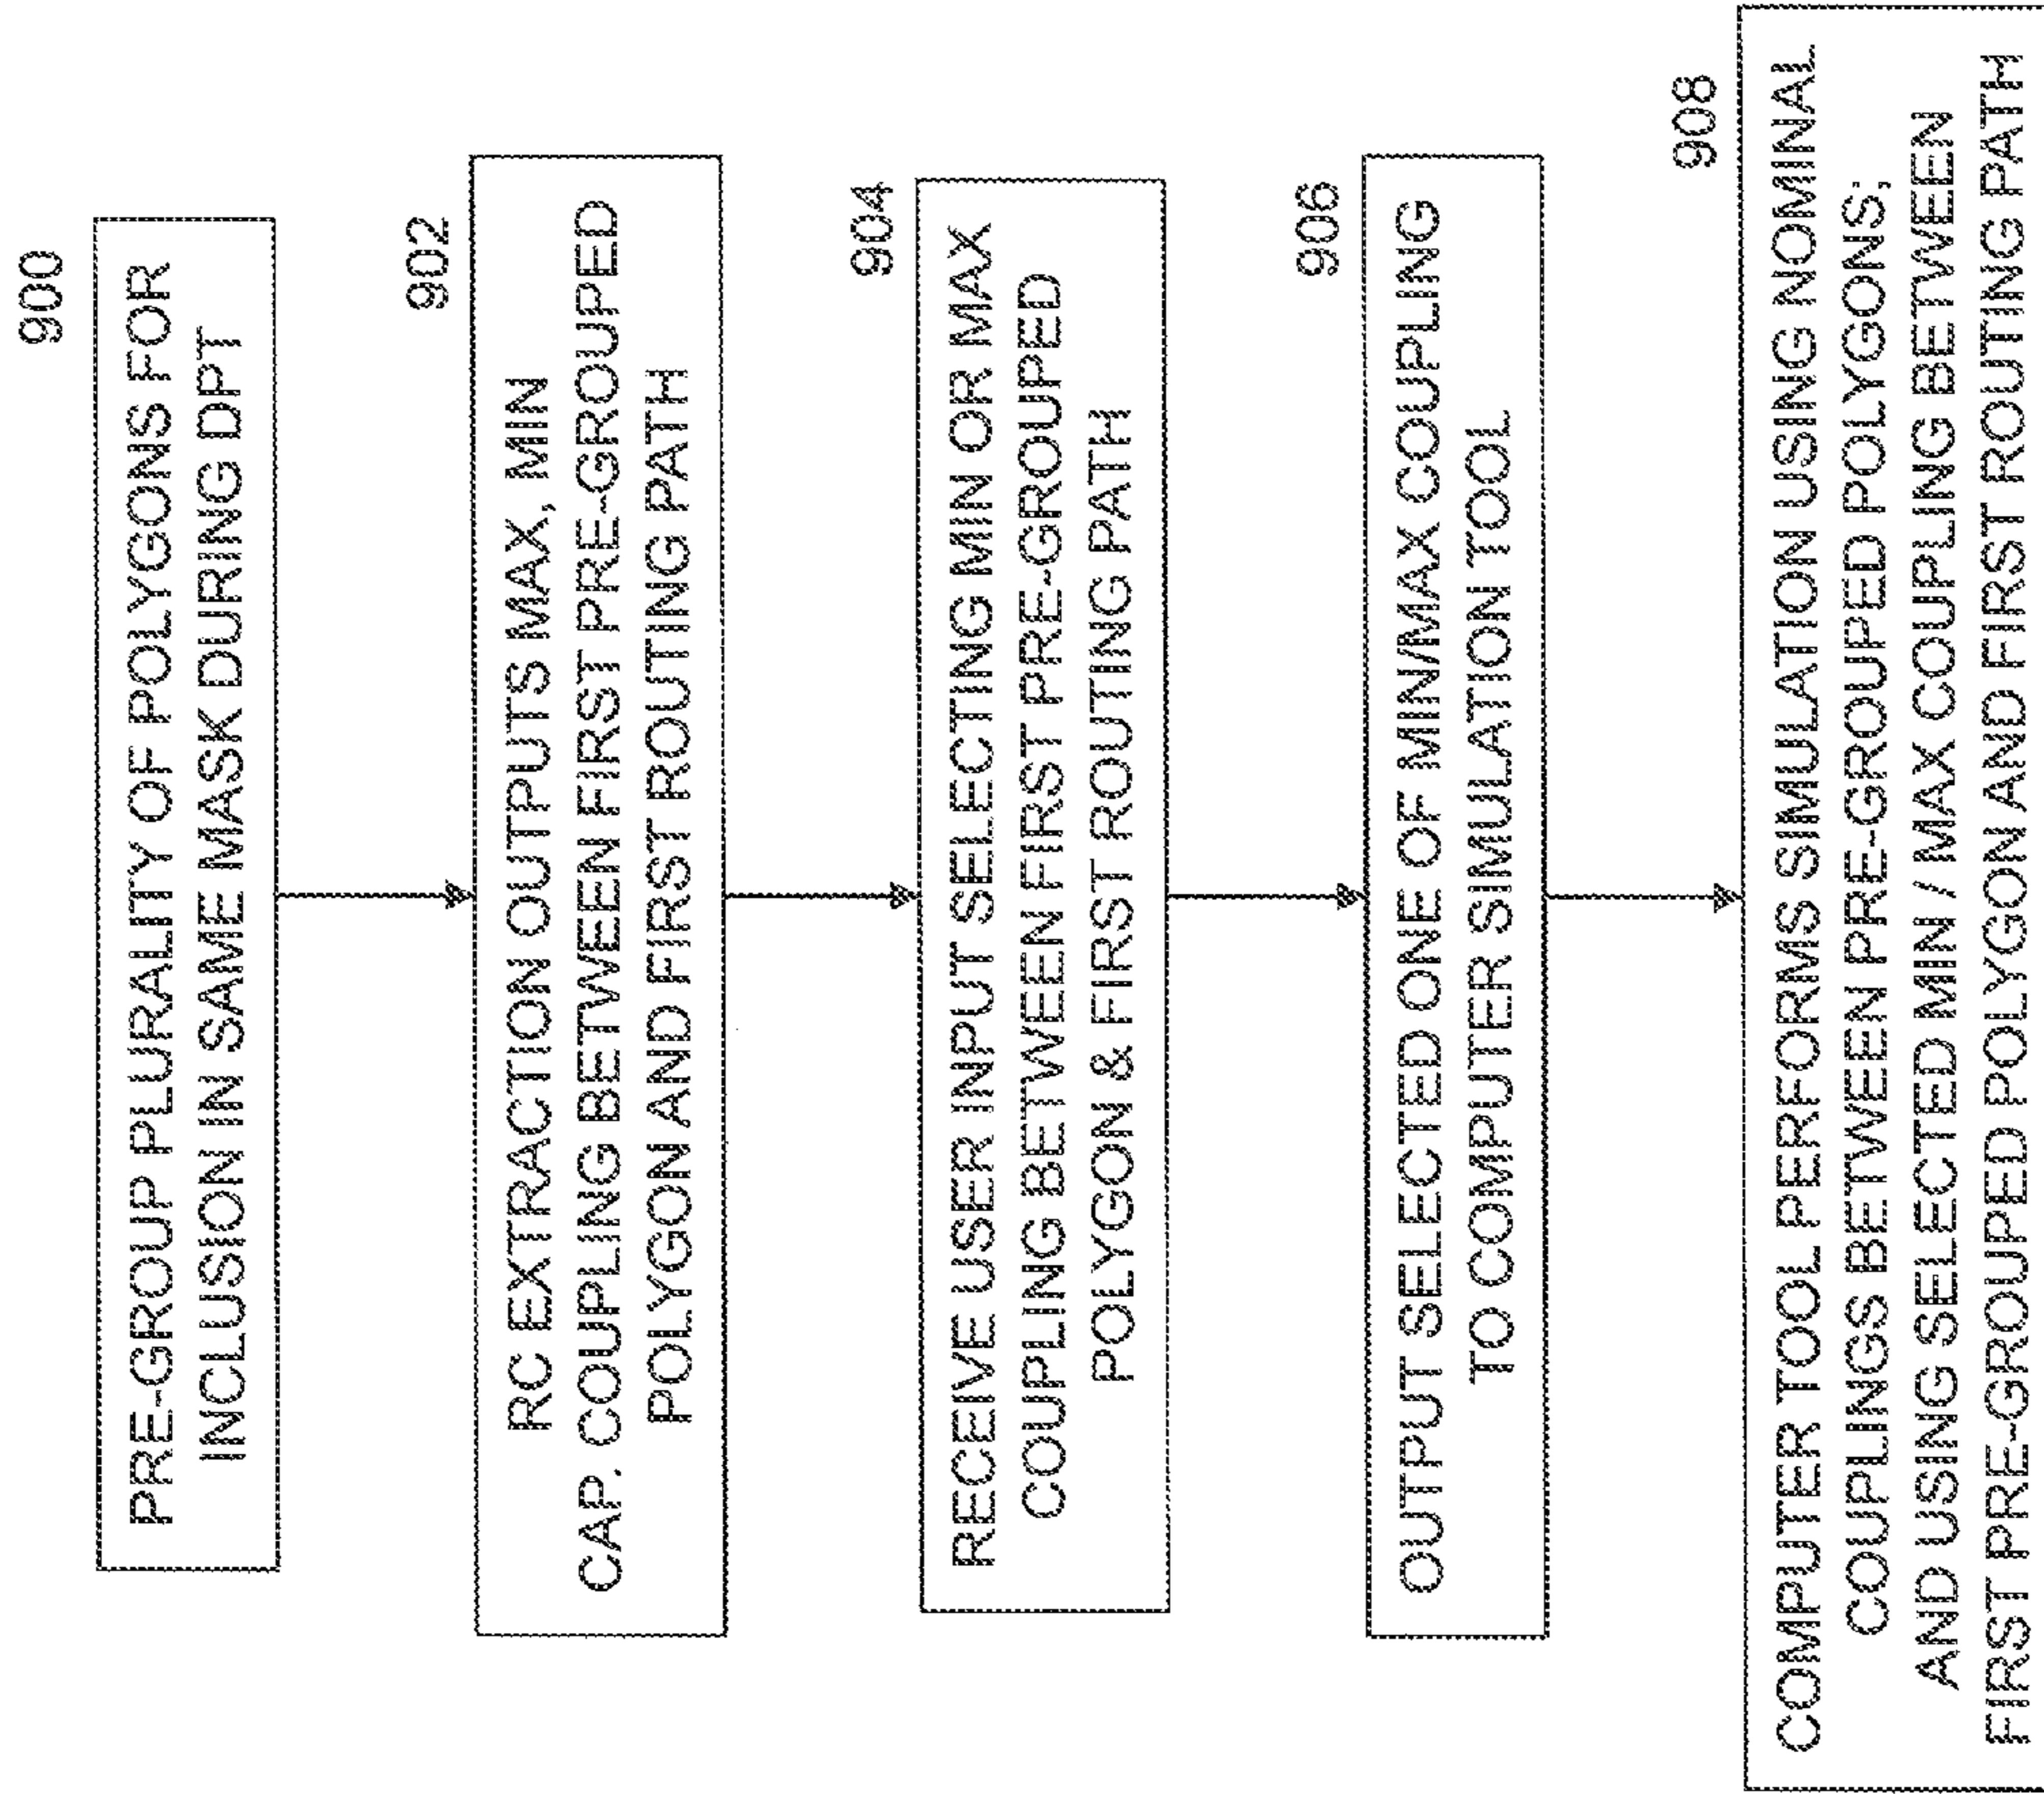 900
PRE-GROUP PLURALITY OF POLYGONS FOR
INCLUSION IN SAME MASK DURING DPT
902
RC EXTRACTION OUTPUTS MAX, MIN
CAP. COUPLING BETWEEN FIRST PRE-GROUPED
POLYGON AND FIRST ROUTING PATH
904
RECEIVE USER INPUT SELECTING MIN OR MAX
COUPLING BETWEEN FIRST PRE-GROUPED
POLYGON & FIRST ROUTING PATH
906
OUTPUT SELECTED ONE OF MIN/MAX COUPLING
TO COMPUTER SIMULATION TOOL
908
COMPUTER TOOL PERFORMS SIMULATION USING NOMINAL
COUPLINGS BETWEEN PRE-GROUPED POLYGONS;
AND USING SELECTED MIN / MAX COUPLING BETWEEN
FIRST PRE-GROUPED POLYGON AND FIRST ROUTING PATH